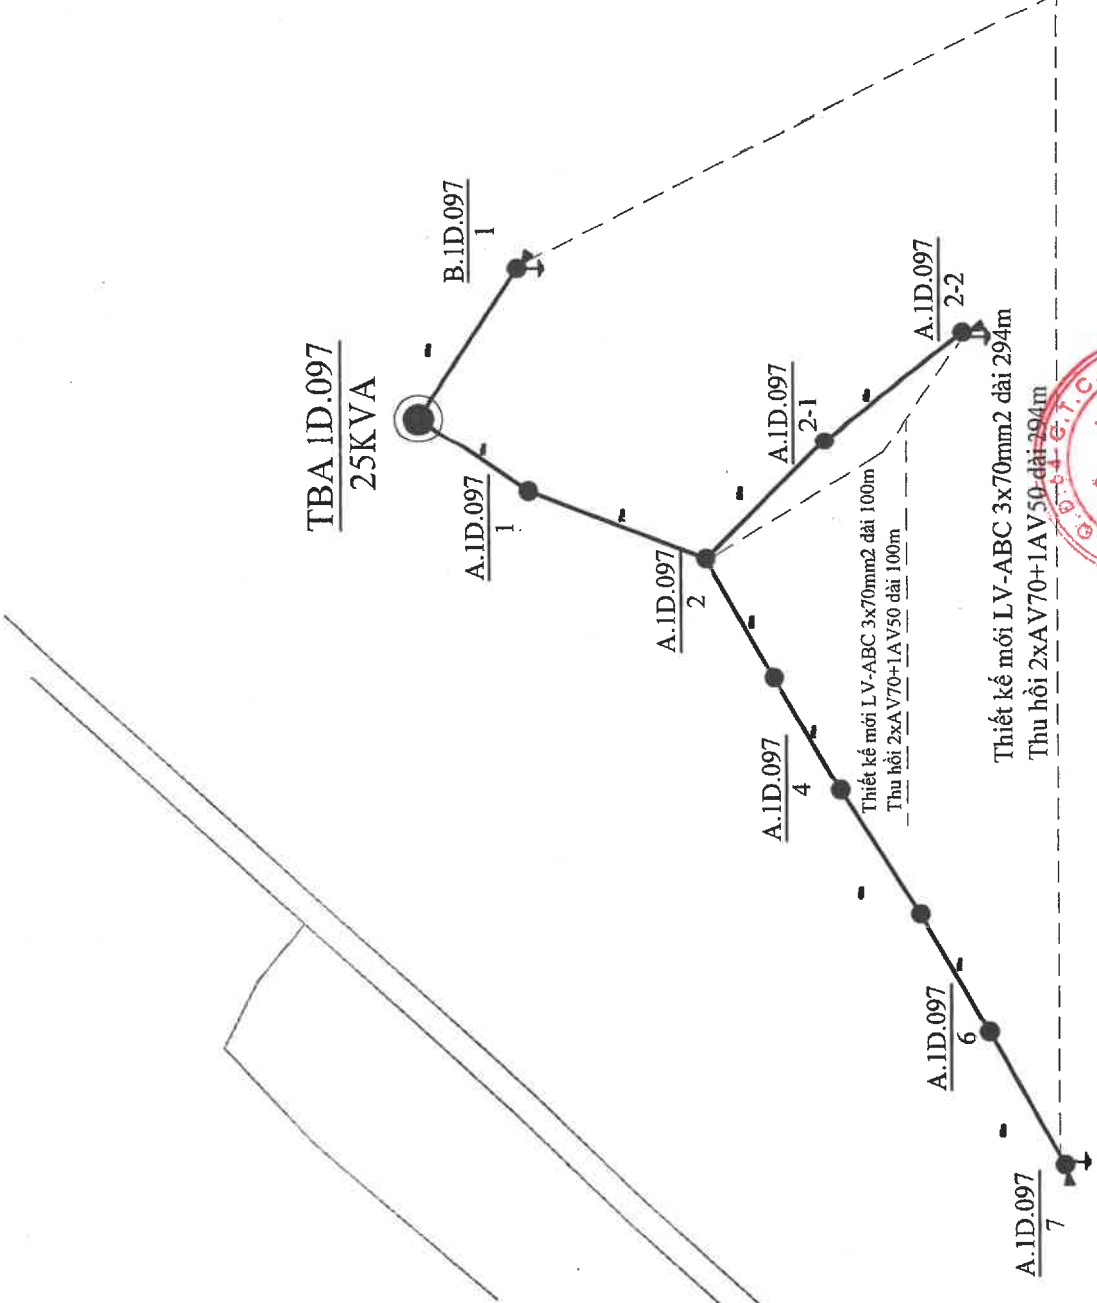 TBA 1D.097
25KVA
B.1D.097
1
A.1D.097
1
A.1D.097
2
A.1D.097
2-1
A.1D.097
2-2
A.1D.097
4
Thiết kế mới LV-ABC 3x70mm2 dài 100m
Thu hồi 2xAV70+1AV50 dài 100m
Thiết kế mới LV-ABC 3x70mm2 dài 294m
Thu hồi 2xAV70+1AV50 dài 294m
A.1D.097
6
A.1D.097
7